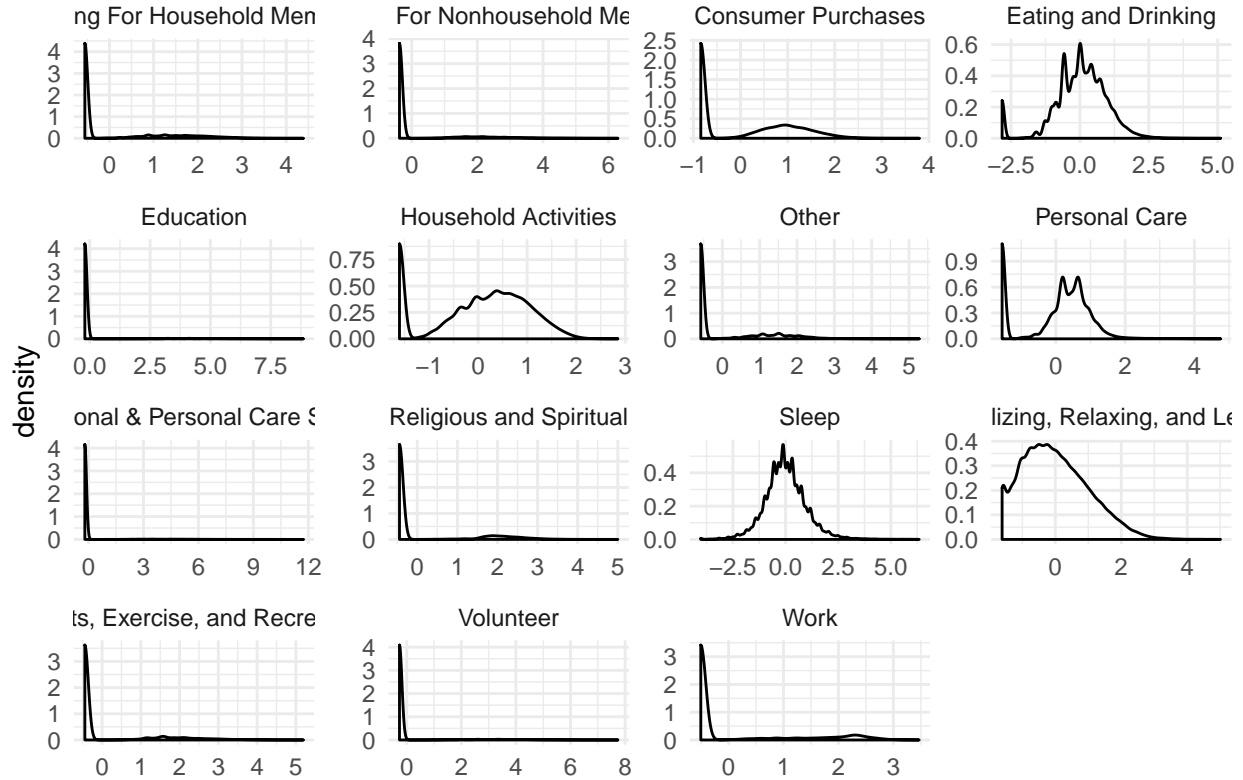 ng For Household Mem
For Nonhousehold Me
Consumer Purchases
Eating and Drinking
4
3
2
1
0
4
3
2
1
0
2.5
2.0
1.5
1.0
0.5
0.0
0.6
0.4
0.2
0.0
0 1 2 3 4
0 2 4 6
−1 0 1 2 3 4
−2.5 0.0 2.5 5.0
Education
Household Activities
Other
Personal Care
4
3
2
1
0
0.75
0.50
0.25
0.00
3
2
1
0
0.9
0.6
0.3
0.0
0.0 2.5 5.0 7.5
−1 0 1 2 3
0 1 2 3 4 5
0 2 4
density
onal & Personal Care S
Religious and Spiritual
Sleep
lizing, Relaxing, and Le
4
3
2
1
0
3
2
1
0
0.4
0.2
0.0
0.4
0.3
0.2
0.1
0.0
0 3 6 9 12
0 1 2 3 4 5
−2.5 0.0 2.5 5.0
0 2 4
ts, Exercise, and Recre
Volunteer
Work
3
2
1
0
4
3
2
1
0
3
2
1
0
0 1 2 3 4 5
0 2 4 6 8
0 1 2 3